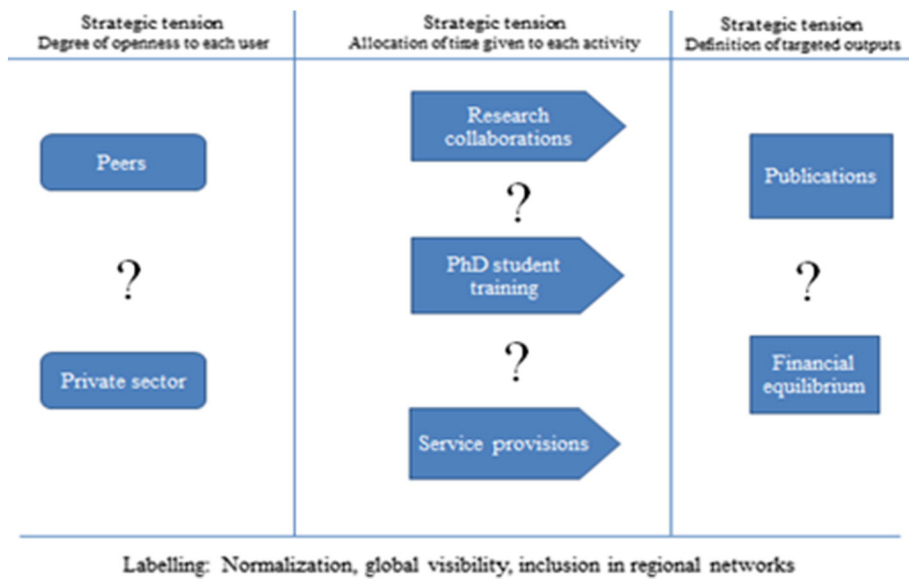 Strategic tension
Degree of openness to each user
Strategic tension
Allocation of time given to each activity
Strategic tension
Definition of targeted outputs
Peers
?
Private sector
Research
collaborations
?
PhD student
training
?
Service provisions
Publications
?
Financial
equilibrium
Labelling: Normalization, global visibility, inclusion in regional networks